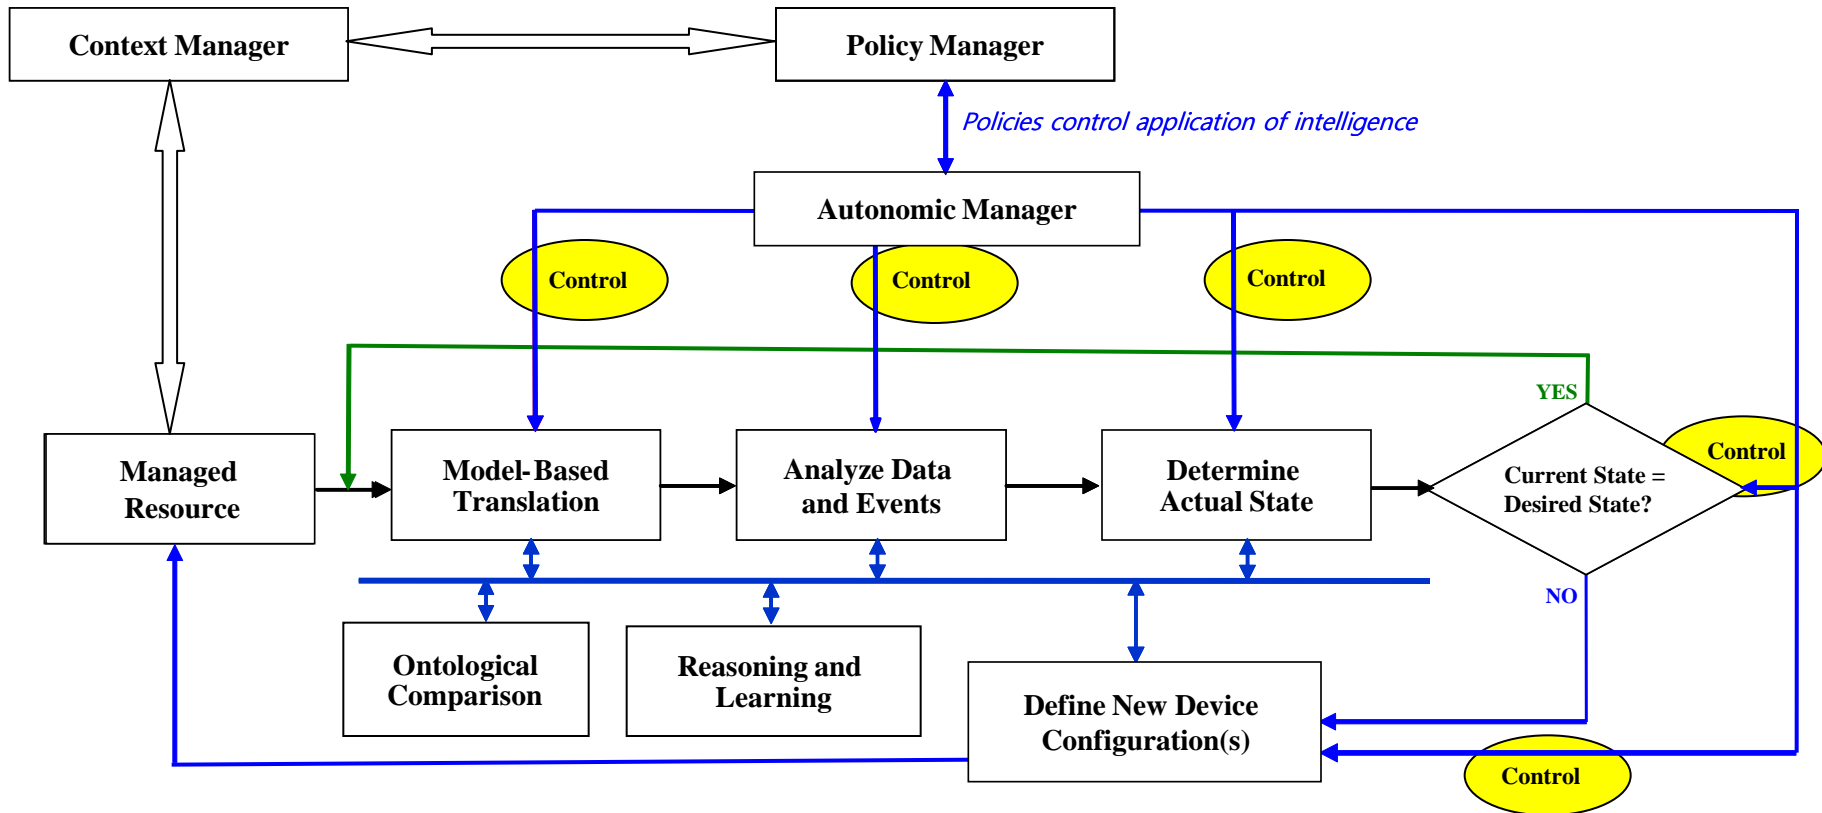 Context Manager
Policy Manager
Policies control application of intelligence
Autonomic Manager
Control
Control
Control
YES
Control
Managed
Resource
Model-Based
Translation
Analyze Data
and Events
Determine
Actual State
Current State =
Desired State?
NO
Ontological
Comparison
Reasoning and
Learning
Define New Device
Configuration(s)
Control